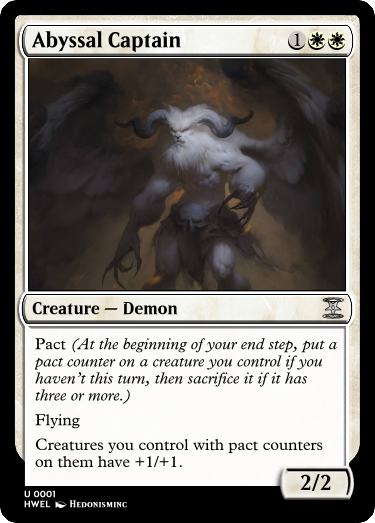 Abyssal Captain 1
Creature — Demon
Pact (At the beginning of your end step, put a
pact counter on a creature you control if you
haven't this turn, then sacrifice it if it has
three or more.)
Flying
Creatures you control with pact counters
on them have +1/+1.
2/2
U 0001
HWEL Hedonisminc